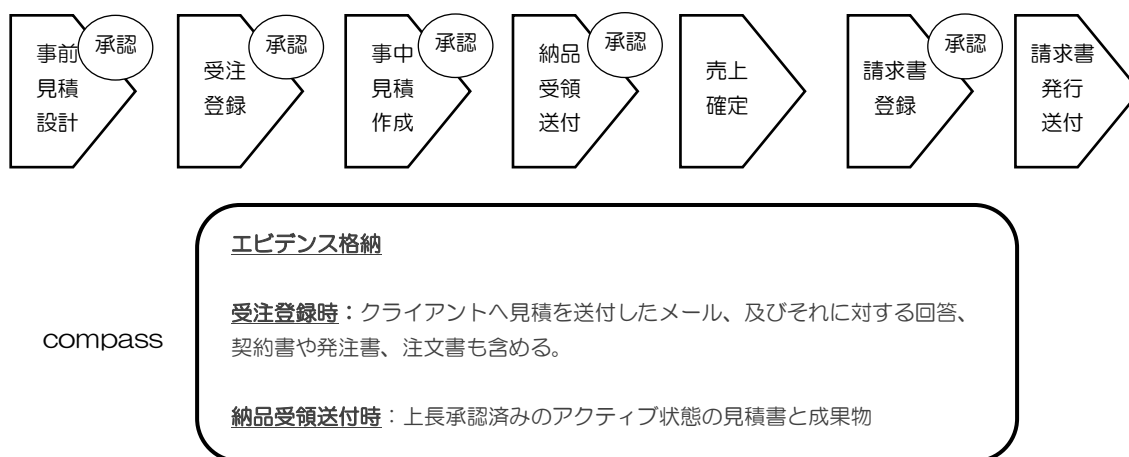 事前
見積
設計
承認
受注
登録
承認
事中
見積
作成
承認
納品
受領
送付
承認
売上
確定
請求書
登録
承認
請求書
発行
送付
compass
エビデンス格納
受注登録時：クライアントへ見積を送付したメール、及びそれに対する回答、
契約書や発注書、注文書も含める。
納品受領送付時：上長承認済みのアクティブ状態の見積書と成果物